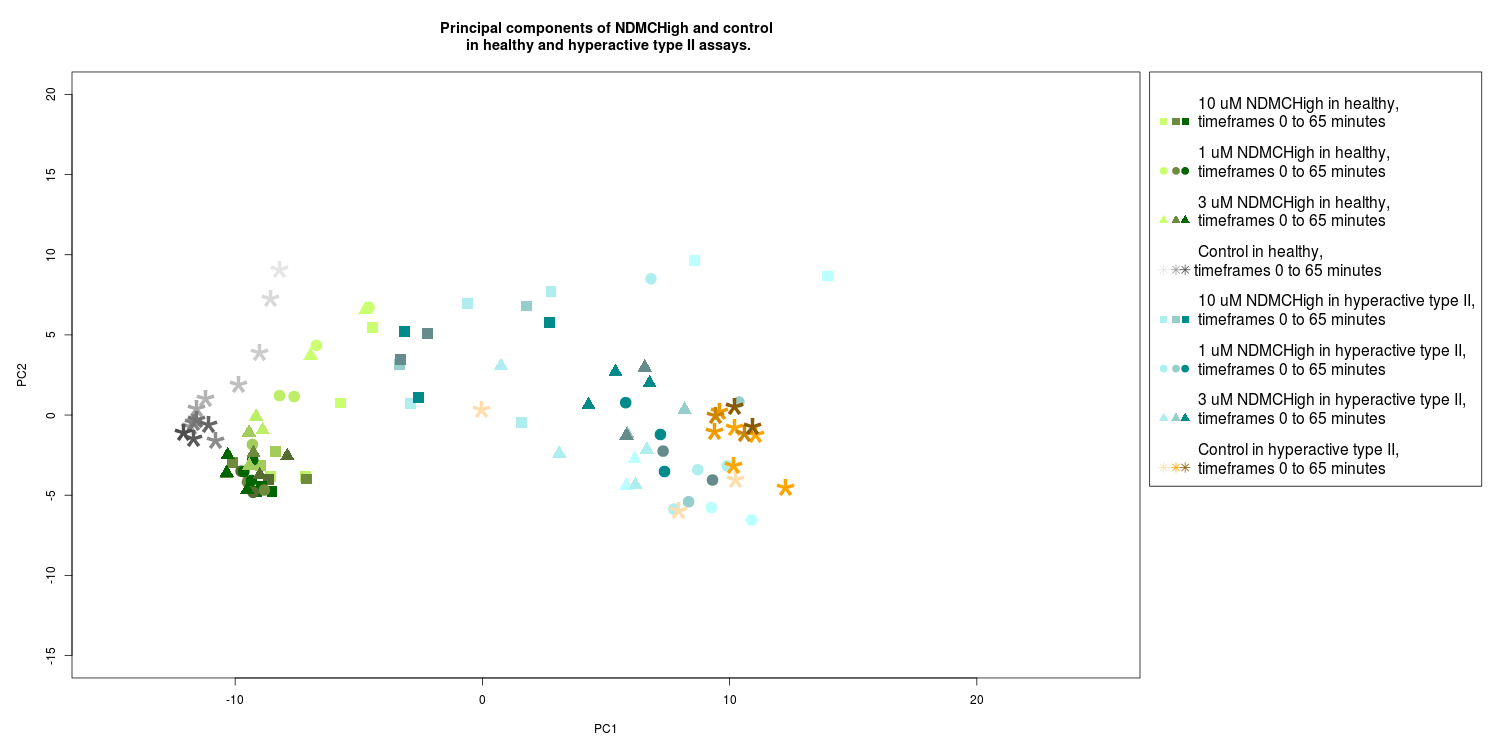 Principal components of NDMCHigh and control
in healthy and hyperactive type II assays.
20
15
10
5
0
-5
-10
-15
PC2
-10
0
10
20
PC1
10 uM NDMCHigh in healthy,
timeframes 0 to 65 minutes
1 uM NDMCHigh in healthy,
timeframes 0 to 65 minutes
3 uM NDMCHigh in healthy,
timeframes 0 to 65 minutes
Control in healthy,
timeframes 0 to 65 minutes
10 uM NDMCHigh in hyperactive type II,
timeframes 0 to 65 minutes
1 uM NDMCHigh in hyperactive type II,
timeframes 0 to 65 minutes
3 uM NDMCHigh in hyperactive type II,
timeframes 0 to 65 minutes
Control in hyperactive type II,
timeframes 0 to 65 minutes